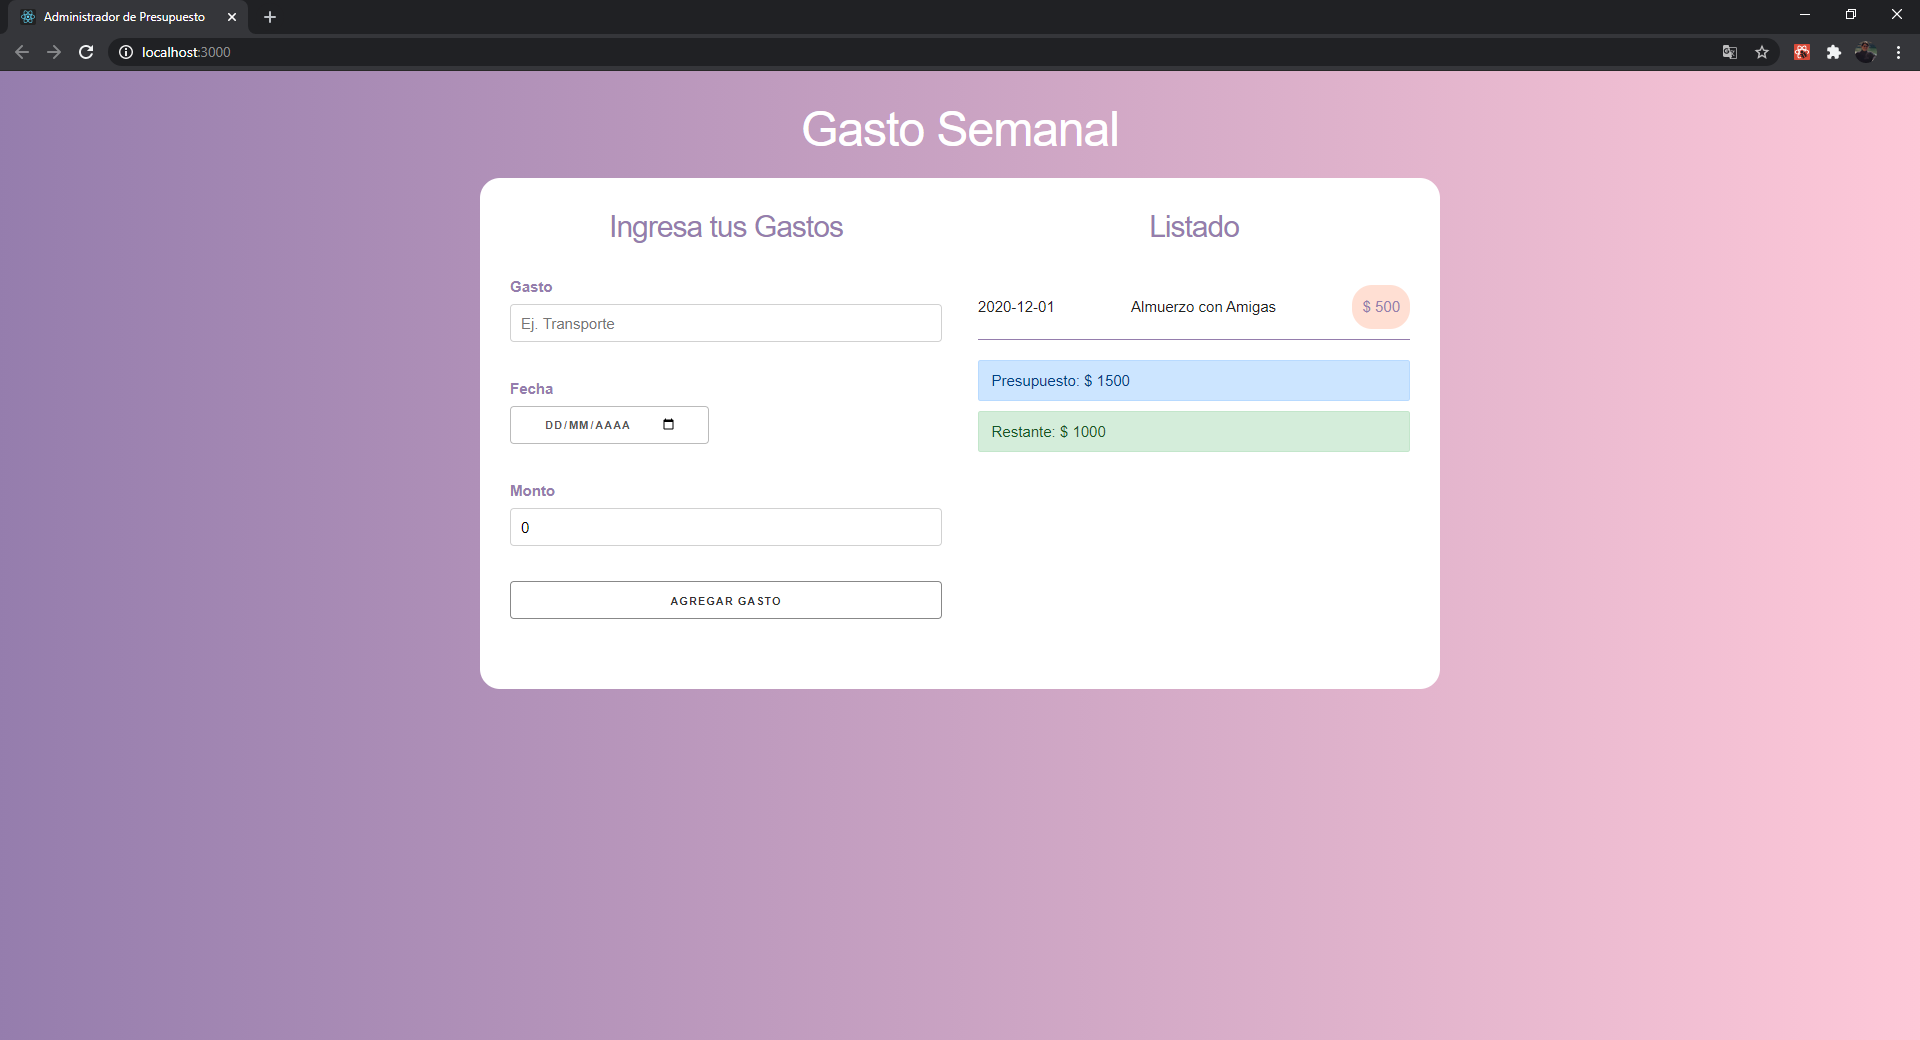 Administrador de Presupuesto
localhost:3000
Gasto Semanal
Ingresa tus Gastos
Gasto
Ej. Transporte
Fecha
DD/MM/AAAA
Monto
0
AGREGAR GASTO
Listado
2020-12-01 Almuerzo con Amigas $ 500
Presupuesto: $ 1500
Restante: $ 1000